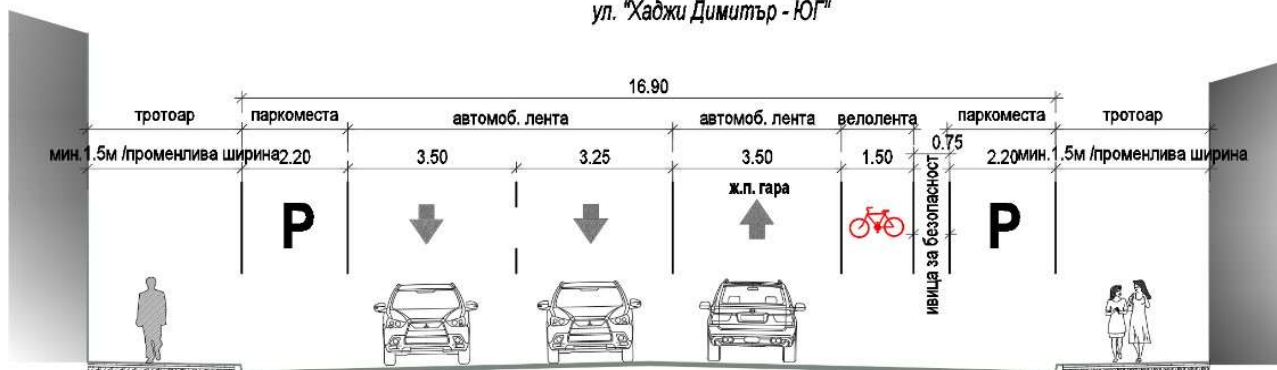 ул. "Хаджи Димитър - ЮГ"
16.90
тротоар паркоместа автомоб. лента автомоб. лента велолента паркоместа тротоар
0.75
мин.1.5м /променлива ширина 2.20 3.50 3.25 3.50 1.50 2.20 мин.1.5м /променлива ширина
ж.п. гара
P P
ивица за безопасност